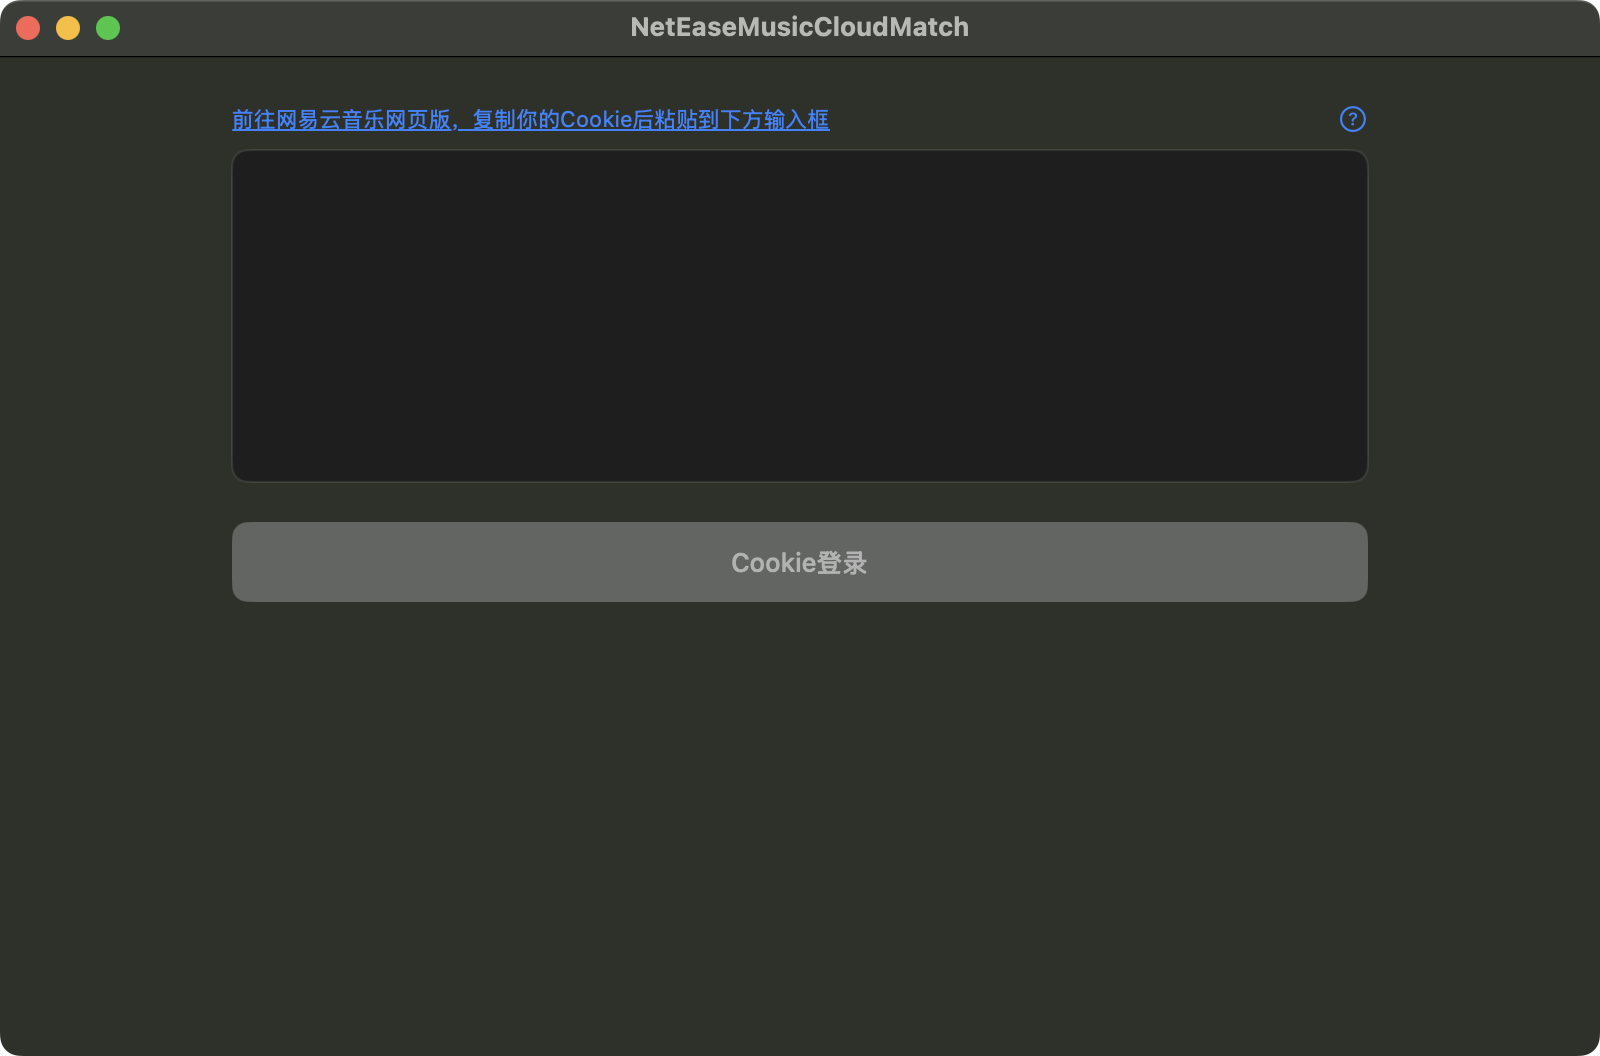 NetEaseMusicCloudMatch
前往网易云音乐网页版，复制你的Cookie后粘贴到下方输入框
?
Cookie登录